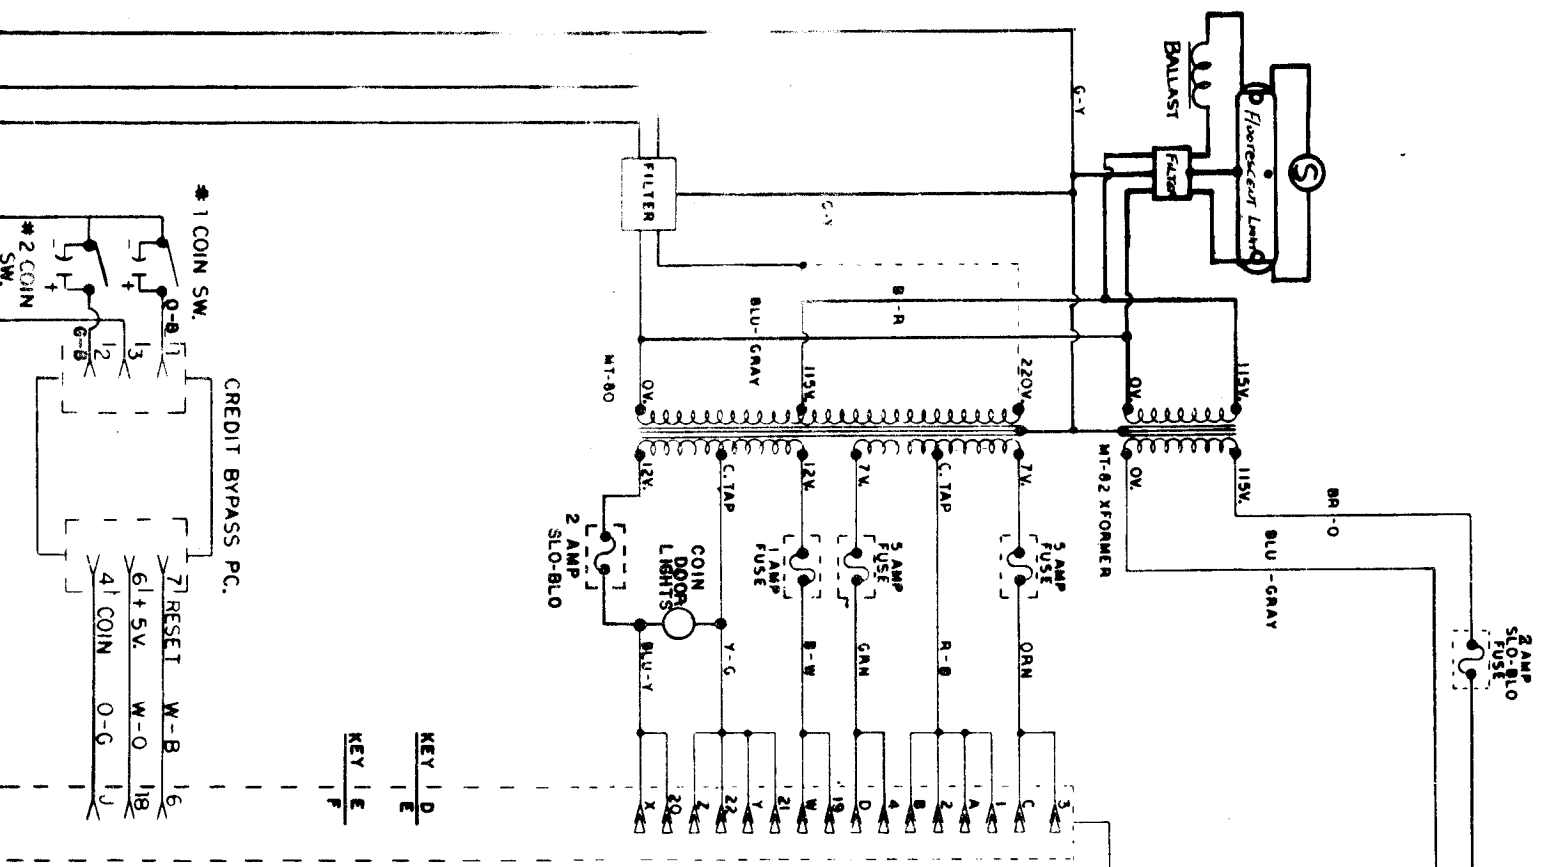 BALLAST
Fluorescent Light
S
FILTER
G-Y
FILTER
G-Y
# 1 COIN SW.
# 2 COIN
SW.
- +
- +
O-B
G-B
1
3
2
CREDIT BYPASS PC.
B-R
BLU-GRAY
MT-80
0V.
115V.
220V.
0V.
115V.
12V.
C. TAP
12V.
7V.
C. TAP
7V.
MT-82 XFORMER
0V.
115V.
BR-O
BLU-GRAY
2 AMP
SLO-BLO
COIN
DOOR
LIGHTS
1 AMP
FUSE
5 AMP
FUSE
5 AMP
FUSE
2 AMP
SLO-BLO
FUSE
BLU-Y
Y-G
B-W
GRN
R-B
ORN
7 RESET W-B 6
6 +5V. W-O 18
4 COIN O-G J
KEY E
F
KEY D
E
X
20
Z
22
Y
21
W
19
D
4
B
2
A
1
C
3